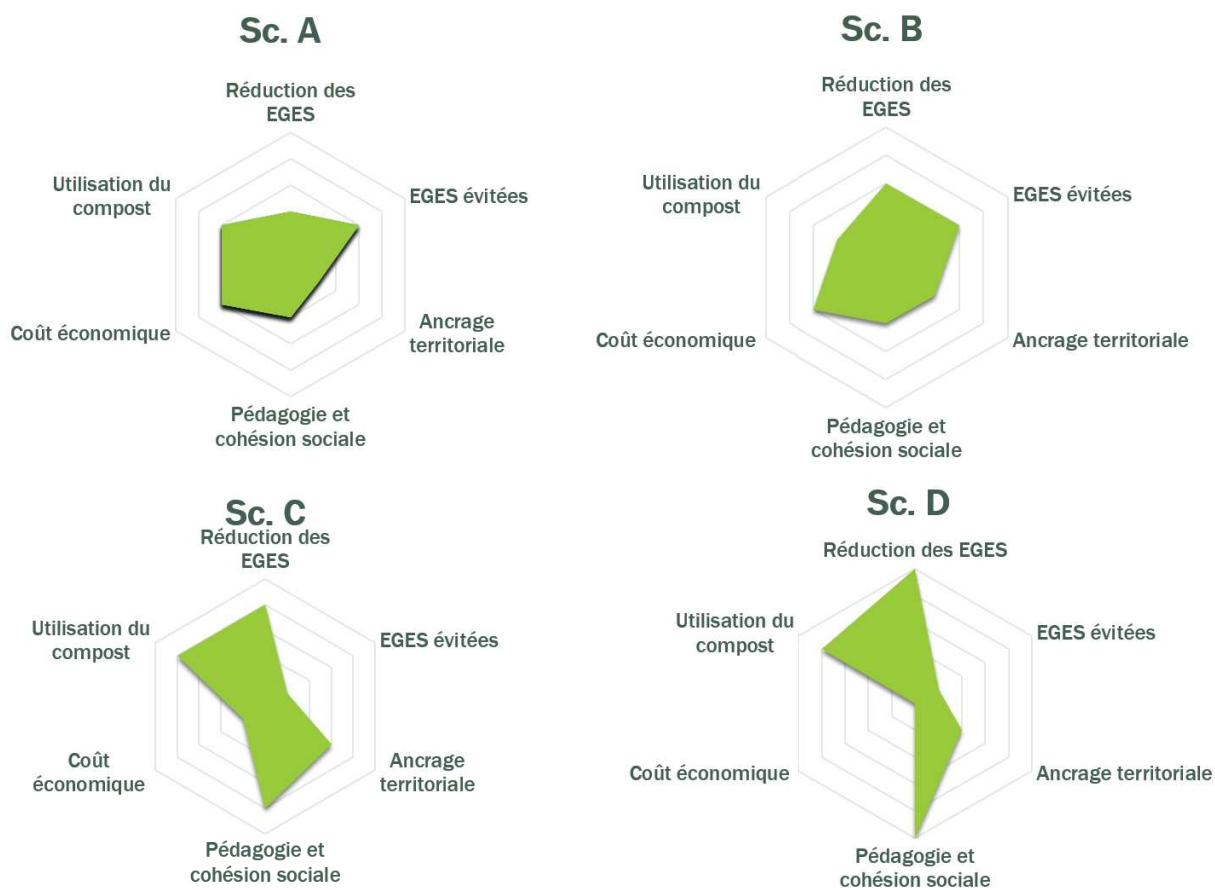 Sc. A
Réduction des
EGES
EGES évitées
Ancrage
territoriale
Pédagogie et
cohésion sociale
Coût économique
Utilisation du
compost
Sc. B
Réduction des
EGES
EGES évitées
Ancrage territoriale
Pédagogie et
cohésion sociale
Coût économique
Utilisation du
compost
Sc. C
Réduction des
EGES
EGES évitées
Ancrage
territoriale
Pédagogie et
cohésion sociale
Coût
économique
Utilisation du
compost
Sc. D
Réduction des EGES
EGES évitées
Ancrage territoriale
Pédagogie et
cohésion sociale
Coût économique
Utilisation du
compost